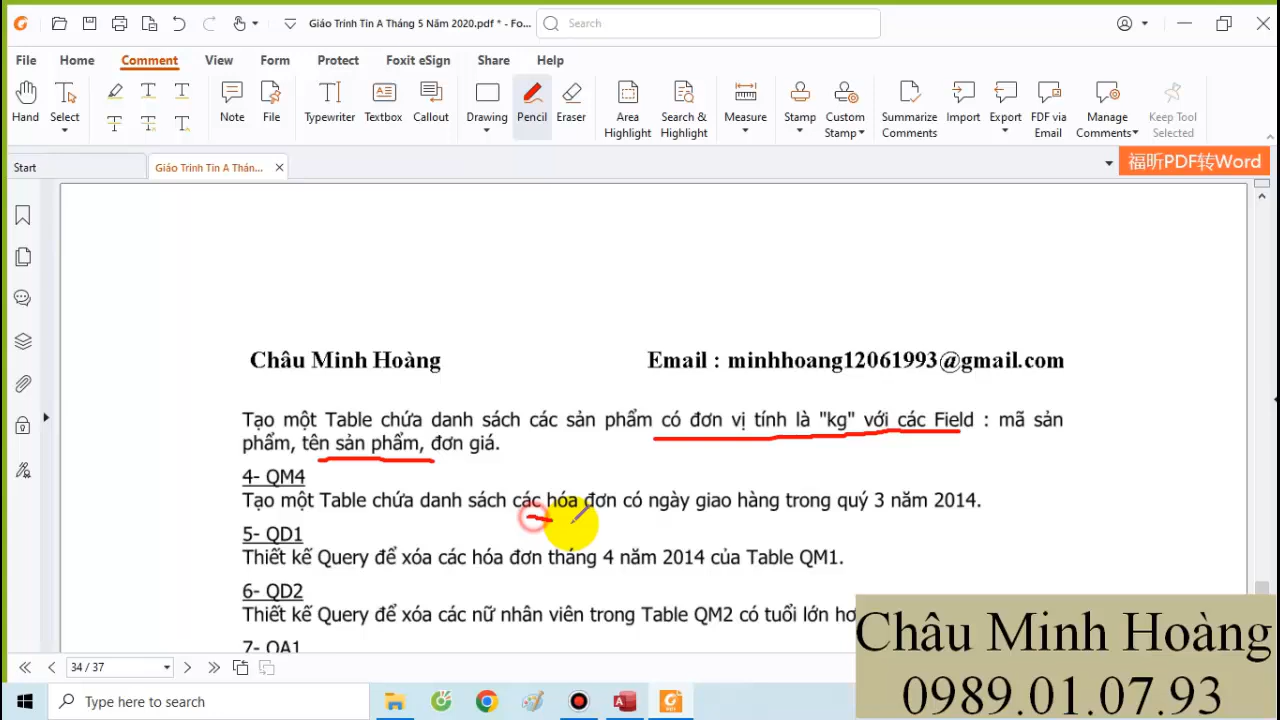 Giáo Trình Tin A Tháng 5 Năm 2020.pdf * - Fo...
Search
File Home Comment View Form Protect Foxit eSign Share Help
Hand Select Note File Typewriter Textbox Callout Drawing Pencil Eraser Area Highlight Search & Highlight Measure Stamp Custom Stamp Summarize Comments Import Export FDF via Email Manage Comments Keep Tool Selected
Start
Giáo Trình Tin A Thán...
福昕PDF转Word
Châu Minh Hoàng
Email : minhhoang12061993@gmail.com
Tạo một Table chứa danh sách các sản phẩm có đơn vị tính là "kg" với các Field : mã sản
phẩm, tên sản phẩm, đơn giá.
4- QM4
Tạo một Table chứa danh sách các hóa đơn có ngày giao hàng trong quý 3 năm 2014.
5- QD1
Thiết kế Query để xóa các hóa đơn tháng 4 năm 2014 của Table QM1.
6- QD2
Thiết kế Query để xóa các nữ nhân viên trong Table QM2 có tuổi lớn
7- QA1
Châu Minh Hoàng
0989.01.07.93
34 / 37
Type here to search